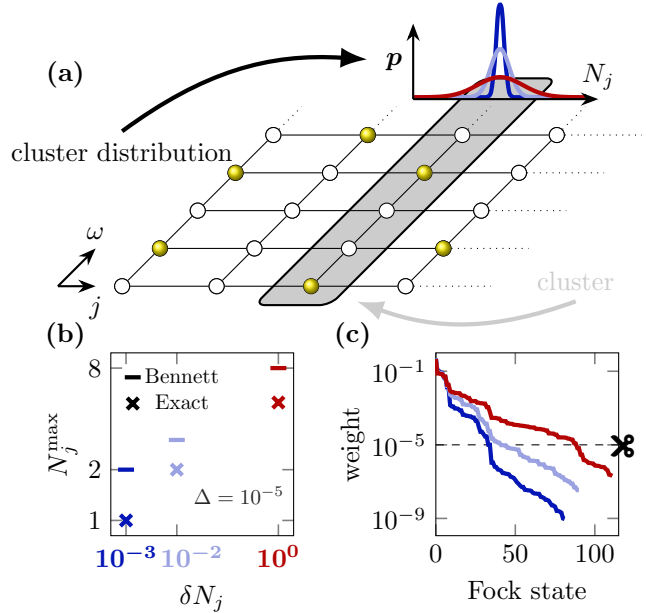 (a)
p
N_j
cluster distribution
ω
j
cluster
(b)
8
Bennett
Exact
N_j^max
2
Δ = 10^−5
1
10^−3
10^−2
10^0
δN_j
(c)
10^−1
weight
10^−5
10^−9
0
50
100
Fock state